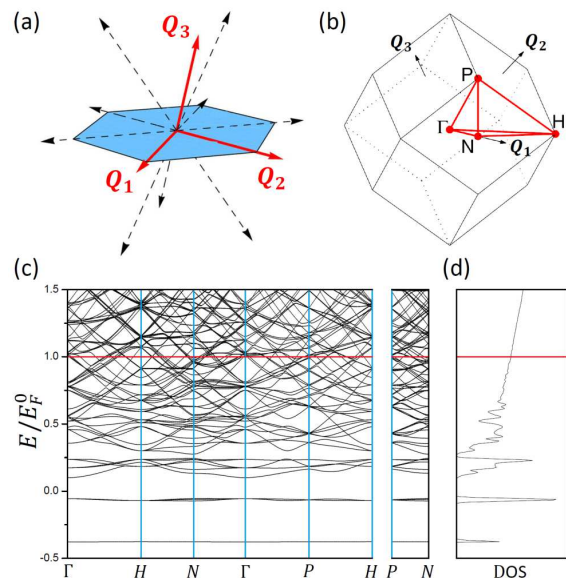 (a)
Q3
Q1
Q2
(b)
Q3
Q2
P
H
Γ
N
Q1
(c)
(d)
E/E_F^0
1.5
1.0
0.5
0.0
-0.5
Γ H N Γ P H P N
DOS